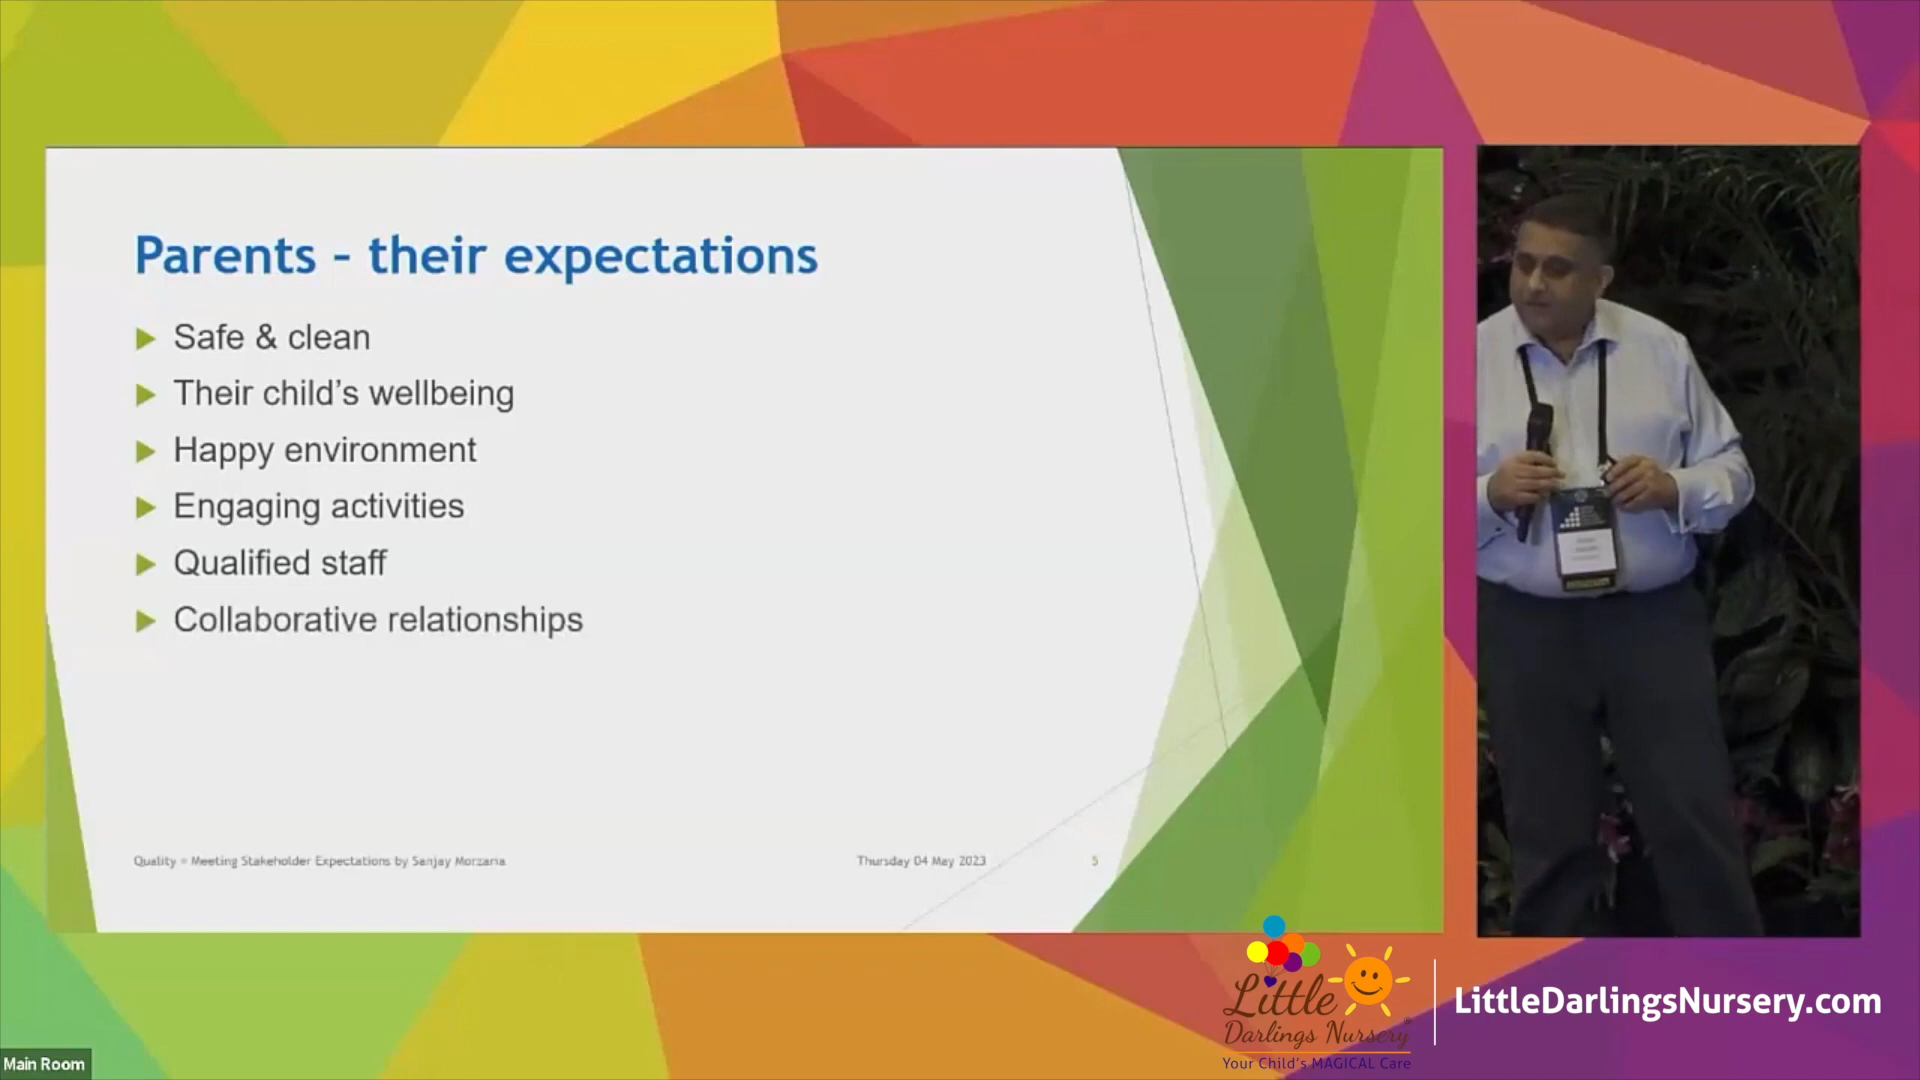 Parents - their expectations
Safe & clean
Their child's wellbeing
Happy environment
Engaging activities
Qualified staff
Collaborative relationships
Quality = Meeting Stakeholder Expectations by Sanjay Morzaria
Thursday 04 May 2023
5
Little
Darlings Nursery®
Your Child's MAGICAL Care
LittleDarlingsNursery.com
Main Room